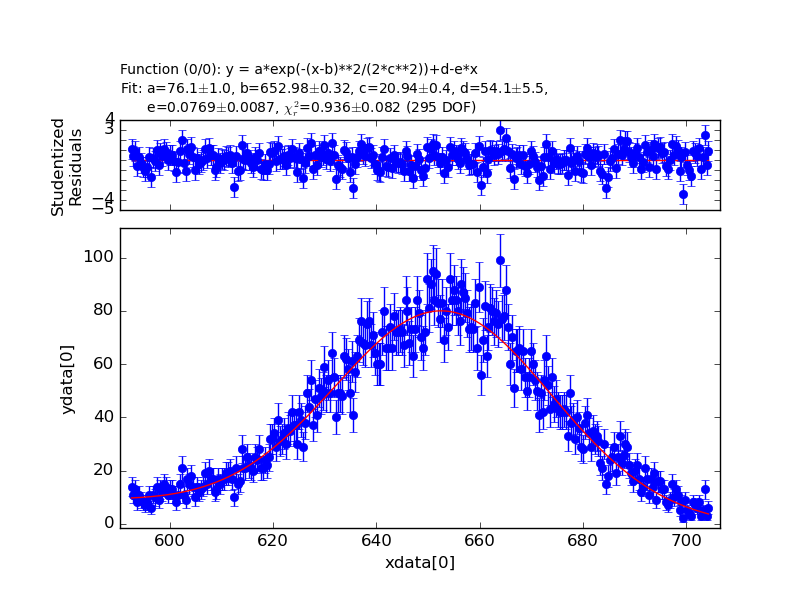 Function (0/0): y = a*exp(-(x-b)**2/(2*c**2))+d-e*x
Fit: a=76.1±1.0, b=652.98±0.32, c=20.94±0.4, d=54.1±5.5,
e=0.0769±0.0087, χ²ᵣ=0.936±0.082 (295 DOF)
Studentized
Residuals
4
3
−4
−5
ydata[0]
100
80
60
40
20
0
600 620 640 660 680 700
xdata[0]